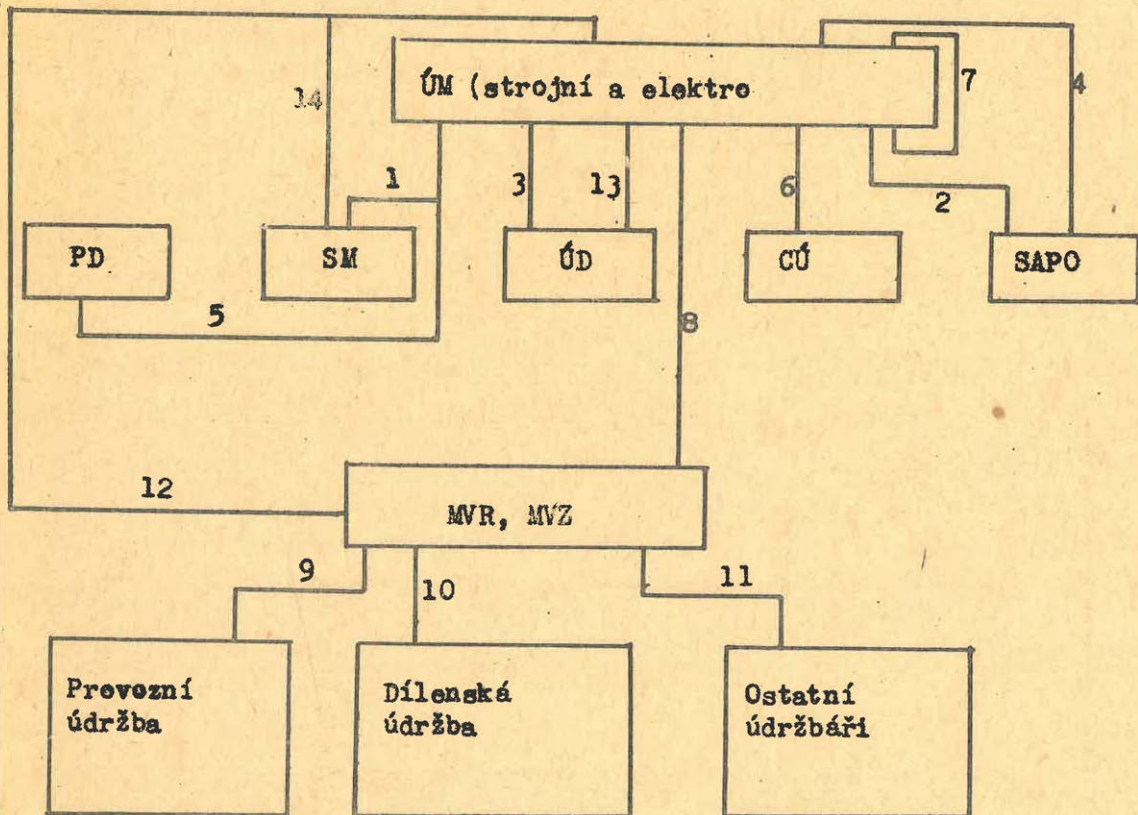 ÚM (strojní a elektro
7
4
14
1
3
13
6
2
PD
SM
ÚD
CÚ
SAPO
5
8
12
MVR, MVZ
9
10
11
Provozní
údržba
Dílenská
údržba
Ostatní
údržbáři